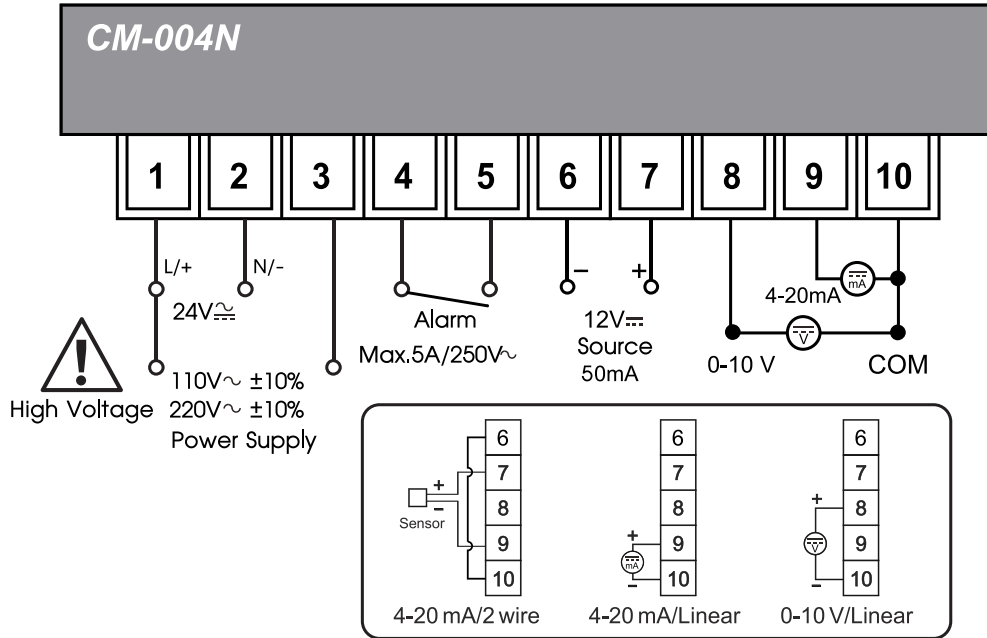 CM-004N
1 2 3 4 5 6 7 8 9 10
L/+ N/- − +
24V⎓
Alarm
Max.5A/250V~
12V⎓
Source
50mA
4-20mA
mA
0-10 V
V
COM
High Voltage
110V~ ±10%
220V~ ±10%
Power Supply
6
7
8
9
10
+
−
Sensor
4-20 mA/2 wire
6
7
8
9
10
+
mA
−
4-20 mA/Linear
6
7
8
9
10
+
V
−
0-10 V/Linear